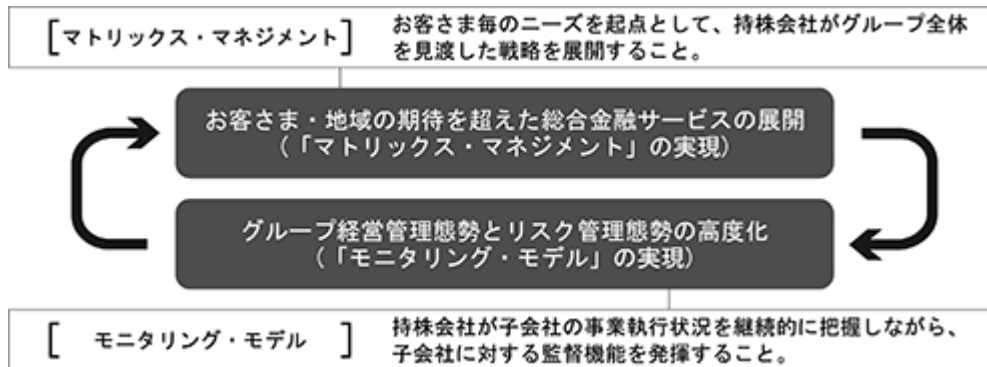 [マトリックス・マネジメント]
お客さま毎のニーズを起点として、持株会社がグループ全体
を見渡した戦略を展開すること。
お客さま・地域の期待を超えた総合金融サービスの展開
(「マトリックス・マネジメント」の実現)
グループ経営管理態勢とリスク管理態勢の高度化
(「モニタリング・モデル」の実現)
[モニタリング・モデル]
持株会社が子会社の事業執行状況を継続的に把握しながら、
子会社に対する監督機能を発揮すること。